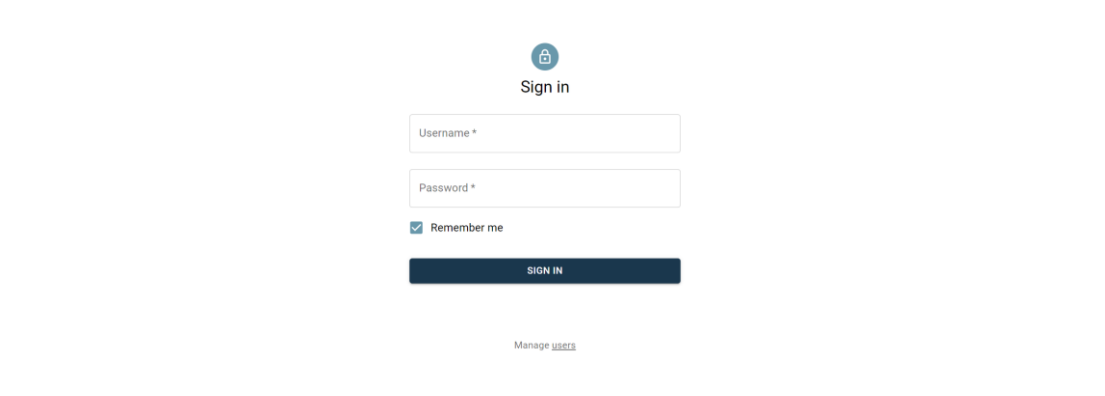 Sign in
Username *
Password *
Remember me
SIGN IN
Manage users